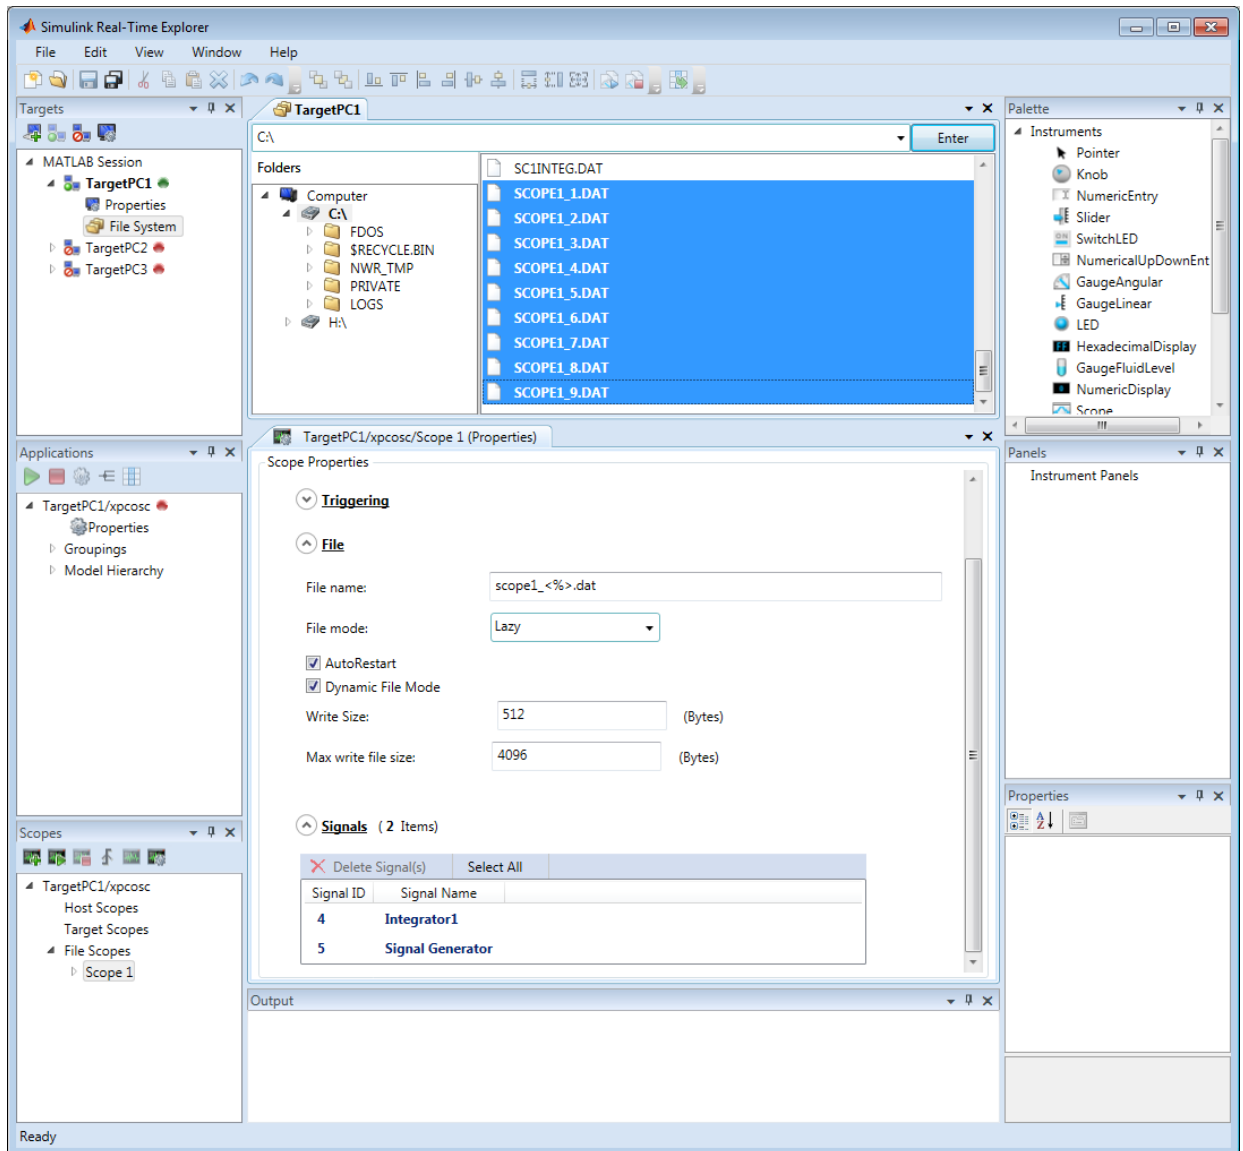 Simulink Real-Time Explorer
File Edit View Window Help
Targets
MATLAB Session
TargetPC1
Properties
File System
TargetPC2
TargetPC3
TargetPC1
C:\ Enter
Folders
Computer
C:\
FDOS
$RECYCLE.BIN
NWR_TMP
PRIVATE
LOGS
H:\
SC1INTEG.DAT
SCOPE1_1.DAT
SCOPE1_2.DAT
SCOPE1_3.DAT
SCOPE1_4.DAT
SCOPE1_5.DAT
SCOPE1_6.DAT
SCOPE1_7.DAT
SCOPE1_8.DAT
SCOPE1_9.DAT
Palette
Instruments
Pointer
Knob
NumericEntry
Slider
SwitchLED
NumericalUpDownEnt
GaugeAngular
GaugeLinear
LED
HexadecimalDisplay
GaugeFluidLevel
NumericDisplay
Scope
Applications
TargetPC1/xpcosc
Properties
Groupings
Model Hierarchy
TargetPC1/xpcosc/Scope 1 (Properties)
Scope Properties
Triggering
File
File name: scope1_<%>.dat
File mode: Lazy
AutoRestart
Dynamic File Mode
Write Size: 512 (Bytes)
Max write file size: 4096 (Bytes)
Signals ( 2 Items)
Delete Signal(s) Select All
Signal ID Signal Name
4 Integrator1
5 Signal Generator
Panels
Instrument Panels
Properties
Scopes
TargetPC1/xpcosc
Host Scopes
Target Scopes
File Scopes
Scope 1
Output
Ready